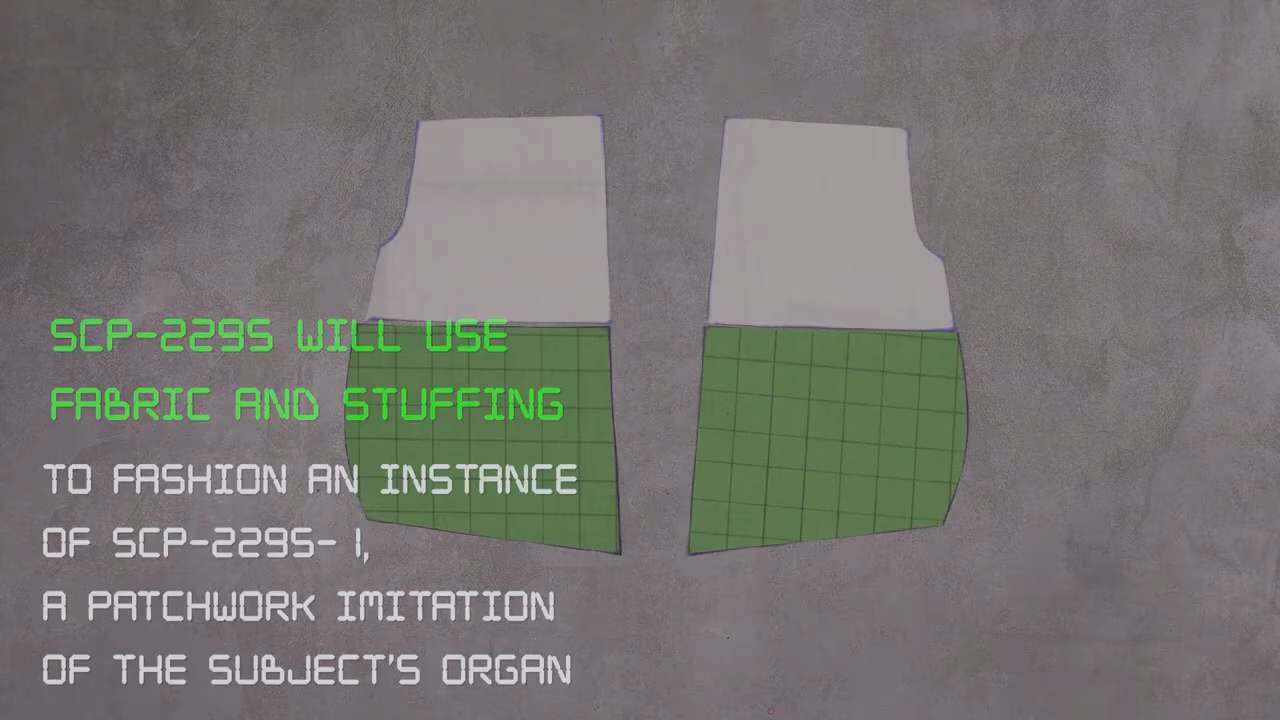 SCP-2295 WILL USE
FABRIC AND STUFFING
TO FASHION AN INSTANCE
OF SCP-2295- 1,
A PATCHWORK IMITATION
OF THE SUBJECT'S ORGAN